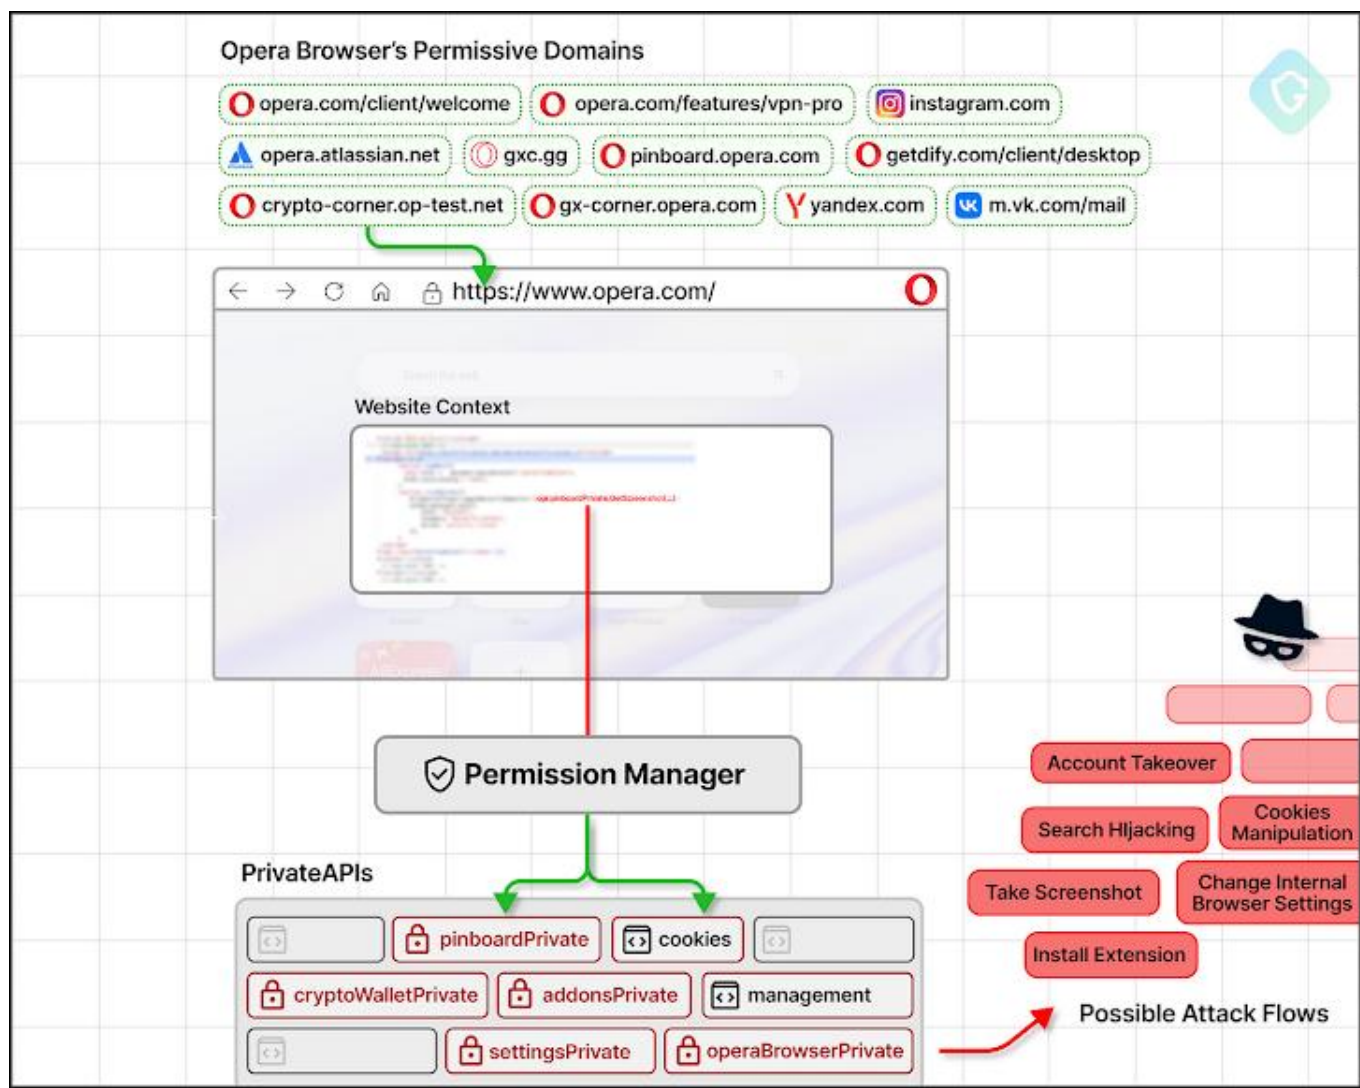 Opera Browser's Permissive Domains
opera.com/client/welcome
opera.com/features/vpn-pro
instagram.com
opera.atlassian.net
gxc.gg
pinboard.opera.com
getdify.com/client/desktop
crypto-corner.op-test.net
gx-corner.opera.com
yandex.com
m.vk.com/mail
https://www.opera.com/
Website Context
Permission Manager
PrivateAPIs
pinboardPrivate
cookies
cryptoWalletPrivate
addonsPrivate
management
settingsPrivate
operaBrowserPrivate
Account Takeover
Search HIjacking
Cookies
Manipulation
Take Screenshot
Change Internal
Browser Settings
Install Extension
Possible Attack Flows